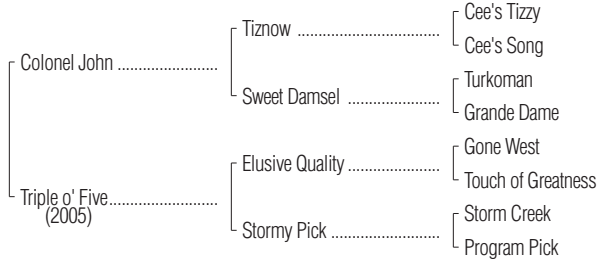 Cee's Tizzy
Tiznow ..............................
Cee's Song
Colonel John ........................
Turkoman
Sweet Damsel ....................
Grande Dame
Gone West
Elusive Quality ....................
Touch of Greatness
Triple o' Five..........................
(2005)
Storm Creek
Stormy Pick .......................
Program Pick